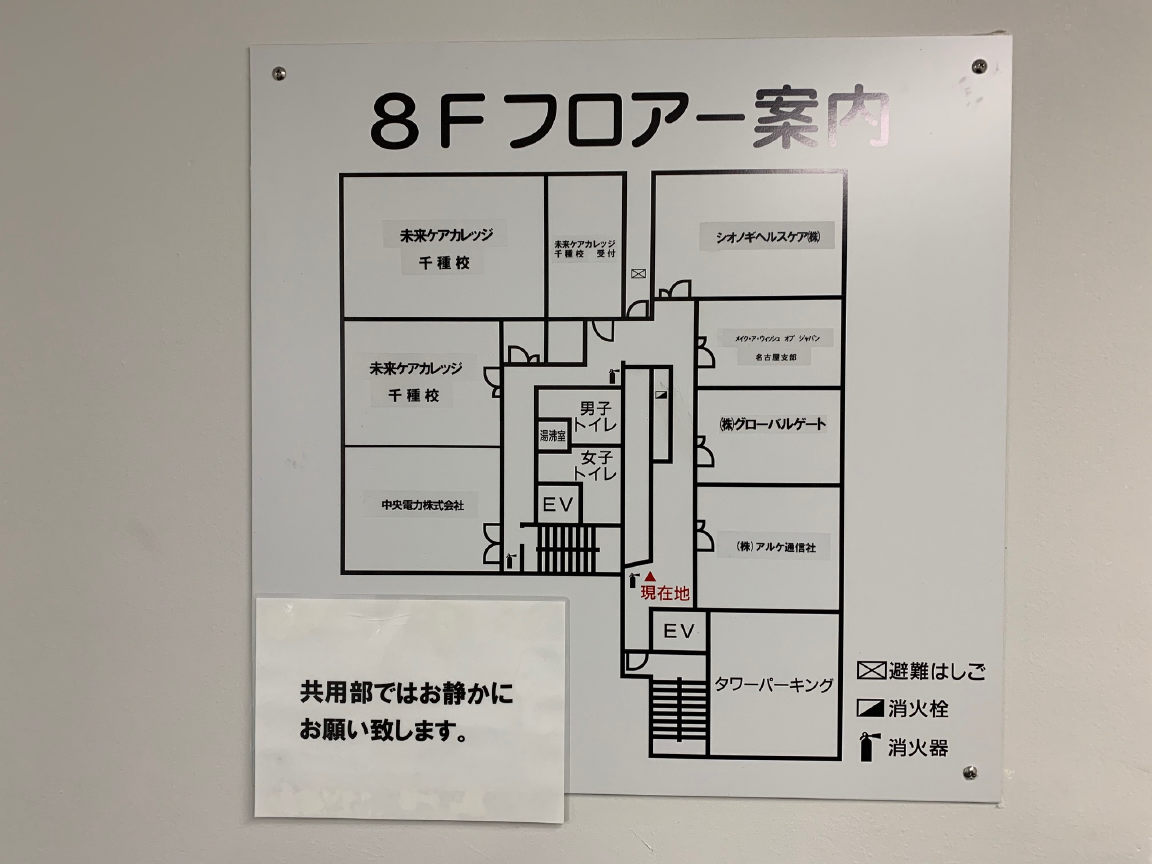 8Fフロアー案内
未来ケアカレッジ
千種校
未来ケアカレッジ
千種校 受付
シオノギヘルスケア㈱
メイク・ア・ウィッシュ オブ ジャパン
名古屋支部
未来ケアカレッジ
千種校
男子
トイレ
湯沸室
女子
トイレ
EV
㈱グローバルゲート
中央電力株式会社
(株)アルケ通信社
現在地
EV
タワーパーキング
避難はしご
消火栓
消火器
共用部ではお静かに
お願い致します。